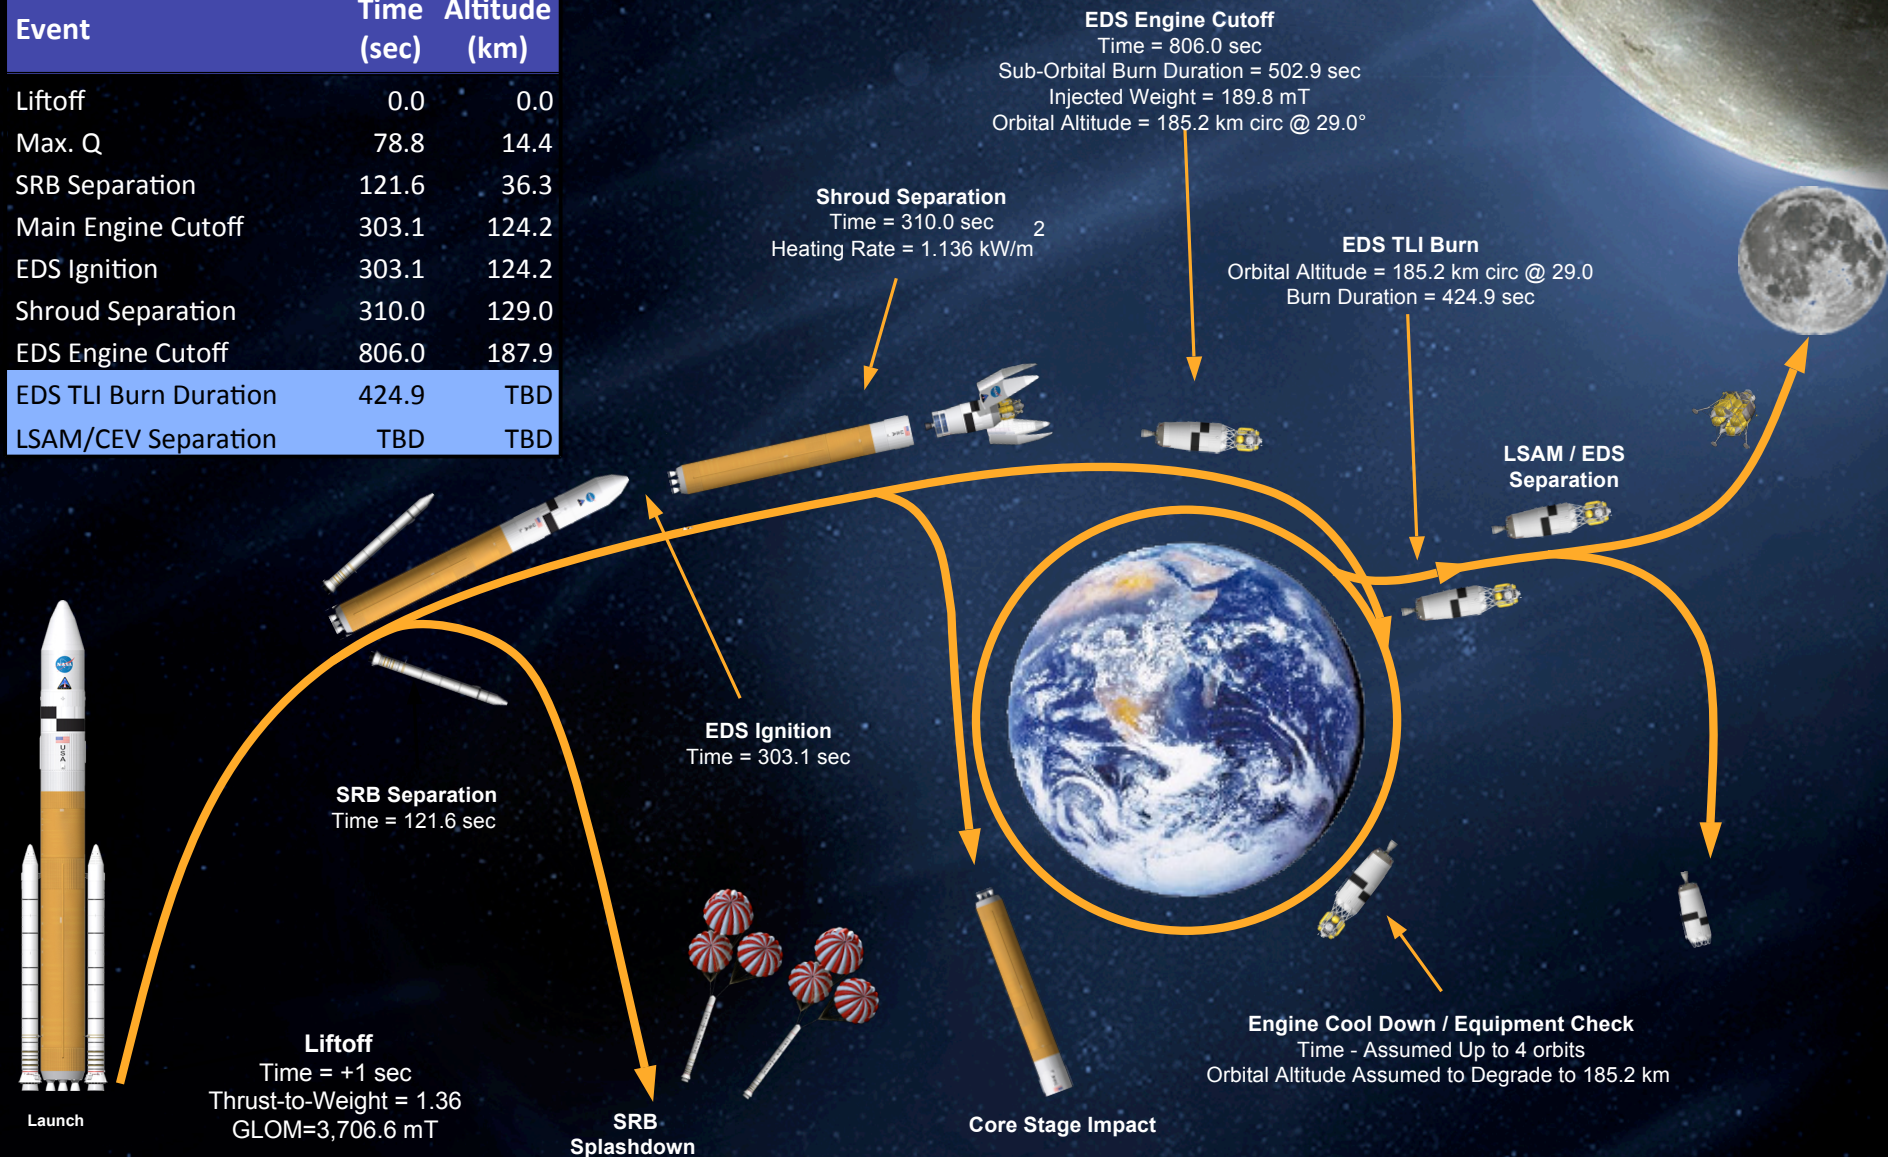 Event Time (sec) Altitude (km)
Liftoff 0.0 0.0
Max. Q 78.8 14.4
SRB Separation 121.6 36.3
Main Engine Cutoff 303.1 124.2
EDS Ignition 303.1 124.2
Shroud Separation 310.0 129.0
EDS Engine Cutoff 806.0 187.9
EDS TLI Burn Duration 424.9 TBD
LSAM/CEV Separation TBD TBD
EDS Engine Cutoff
Time = 806.0 sec
Sub-Orbital Burn Duration = 502.9 sec
Injected Weight = 189.8 mT
Orbital Altitude = 185.2 km circ @ 29.0°
Shroud Separation
Time = 310.0 sec
Heating Rate = 1.136 kW/m2
EDS TLI Burn
Orbital Altitude = 185.2 km circ @ 29.0
Burn Duration = 424.9 sec
LSAM / EDS
Separation
EDS Ignition
Time = 303.1 sec
SRB Separation
Time = 121.6 sec
NASA
USA
Liftoff
Time = +1 sec
Thrust-to-Weight = 1.36
GLOM=3,706.6 mT
Launch
SRB
Splashdown
Core Stage Impact
Engine Cool Down / Equipment Check
Time - Assumed Up to 4 orbits
Orbital Altitude Assumed to Degrade to 185.2 km